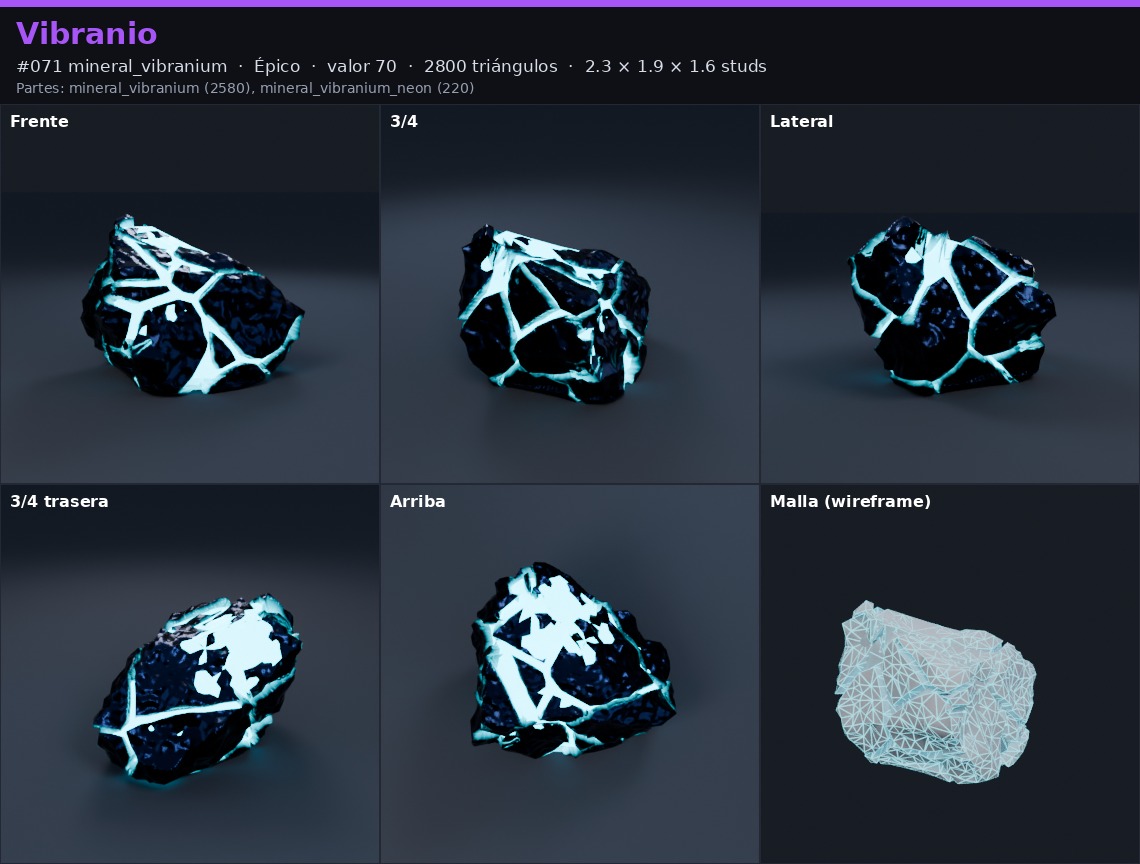 Vibranio
#071 mineral_vibranium · Épico · valor 70 · 2800 triángulos · 2.3 × 1.9 × 1.6 studs
Partes: mineral_vibranium (2580), mineral_vibranium_neon (220)
Frente
3/4
Lateral
3/4 trasera
Arriba
Malla (wireframe)